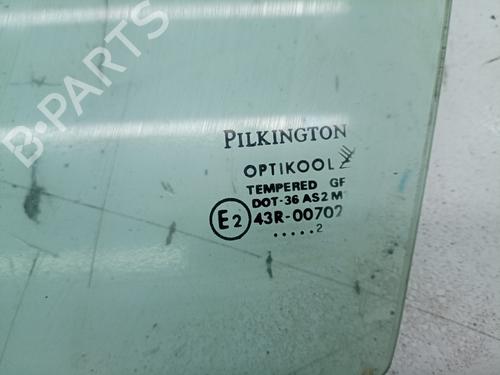 B-PARTS
PILKINGTON
OPTIKOOL
TEMPERED GF
DOT-36 AS2 M
E2 43R-00702
.....2